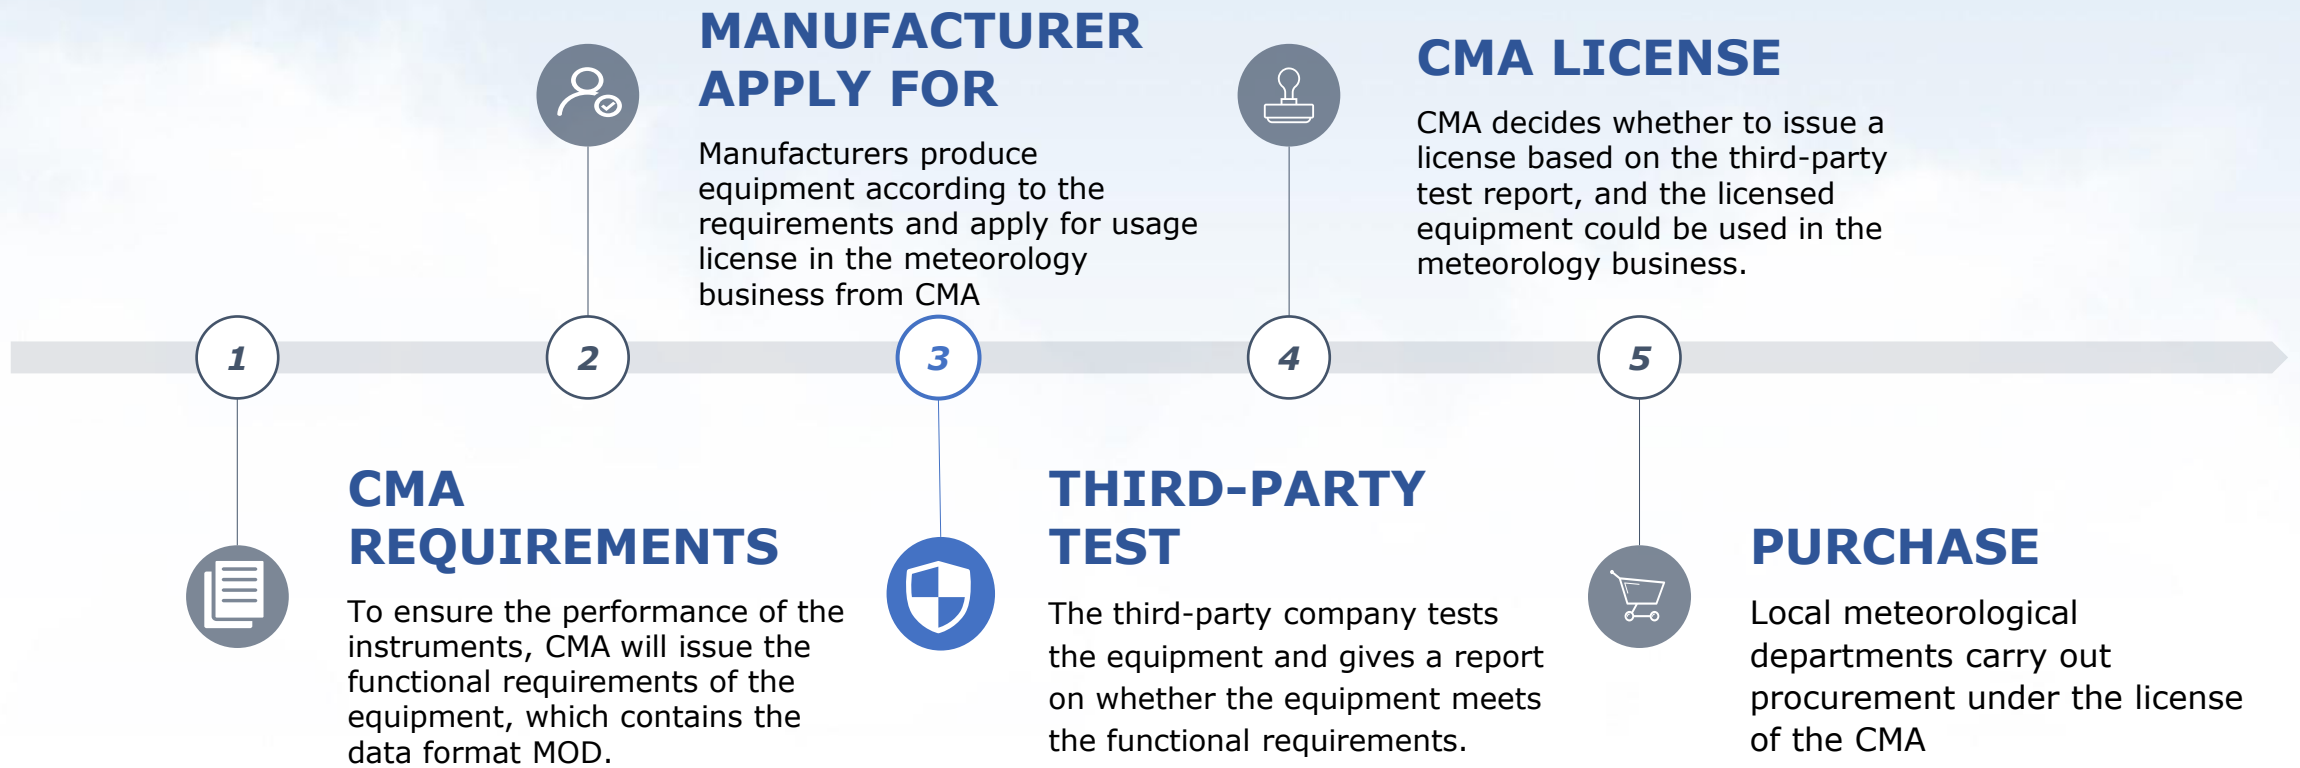 1
CMA
REQUIREMENTS
To ensure the performance of the
instruments, CMA will issue the
functional requirements of the
equipment, which contains the
data format MOD.
2
MANUFACTURER
APPLY FOR
Manufacturers produce
equipment according to the
requirements and apply for usage
license in the meteorology
business from CMA
3
THIRD-PARTY
TEST
The third-party company tests
the equipment and gives a report
on whether the equipment meets
the functional requirements.
4
CMA LICENSE
CMA decides whether to issue a
license based on the third-party
test report, and the licensed
equipment could be used in the
meteorology business.
5
PURCHASE
Local meteorological
departments carry out
procurement under the license
of the CMA